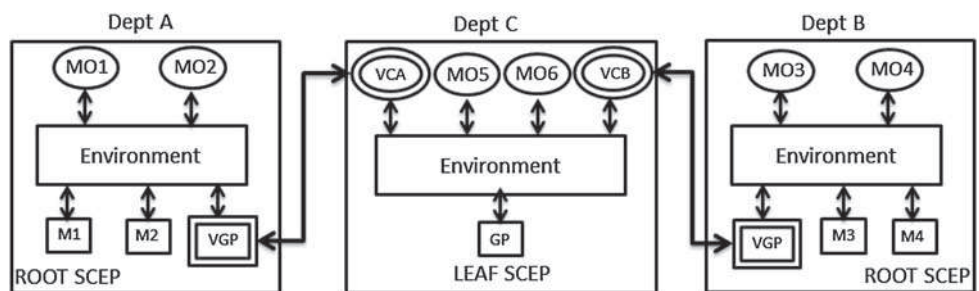 Dept A
Dept C
Dept B
MO1
MO2
VCA
MO5
MO6
VCB
MO3
MO4
Environment
Environment
Environment
M1
M2
VGP
GP
VGP
M3
M4
ROOT SCEP
LEAF SCEP
ROOT SCEP